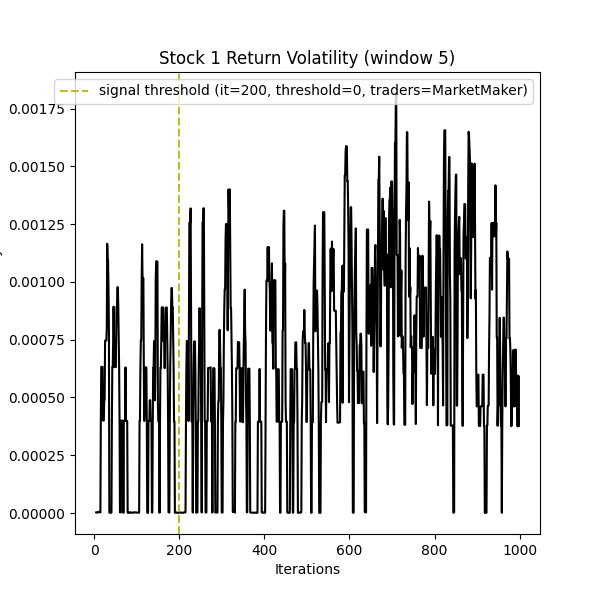 Stock 1 Return Volatility (window 5)
signal threshold (it=200, threshold=0, traders=MarketMaker)
0.00175
0.00150
0.00125
0.00100
0.00075
0.00050
0.00025
0.00000
0 200 400 600 800 1000
Iterations